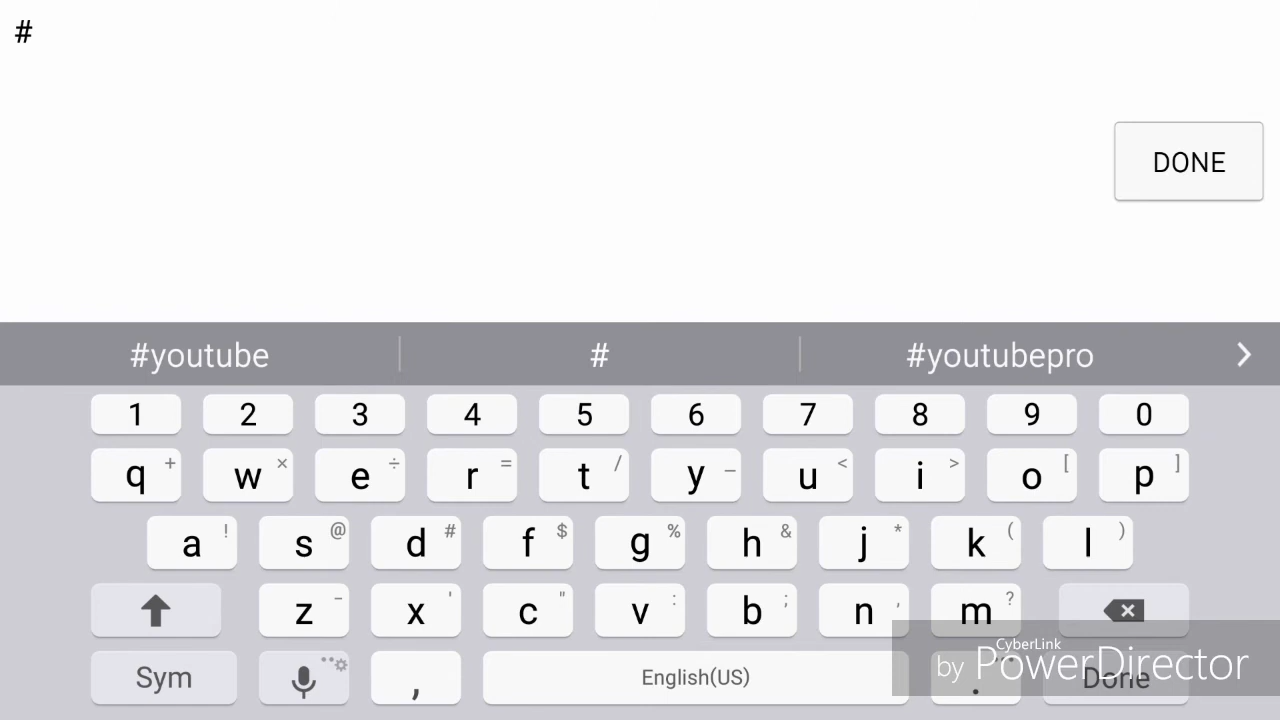 #
DONE
#youtube # #youtubepro >
1 2 3 4 5 6 7 8 9 0
q + w × e ÷ r = t / y _ u < i > o [ p ]
a ! s @ d # f $ g % h & j * k ( l )
z - x ' c " v : b ; n , m ?
Sym , English(US) . Done
by CyberLink PowerDirector